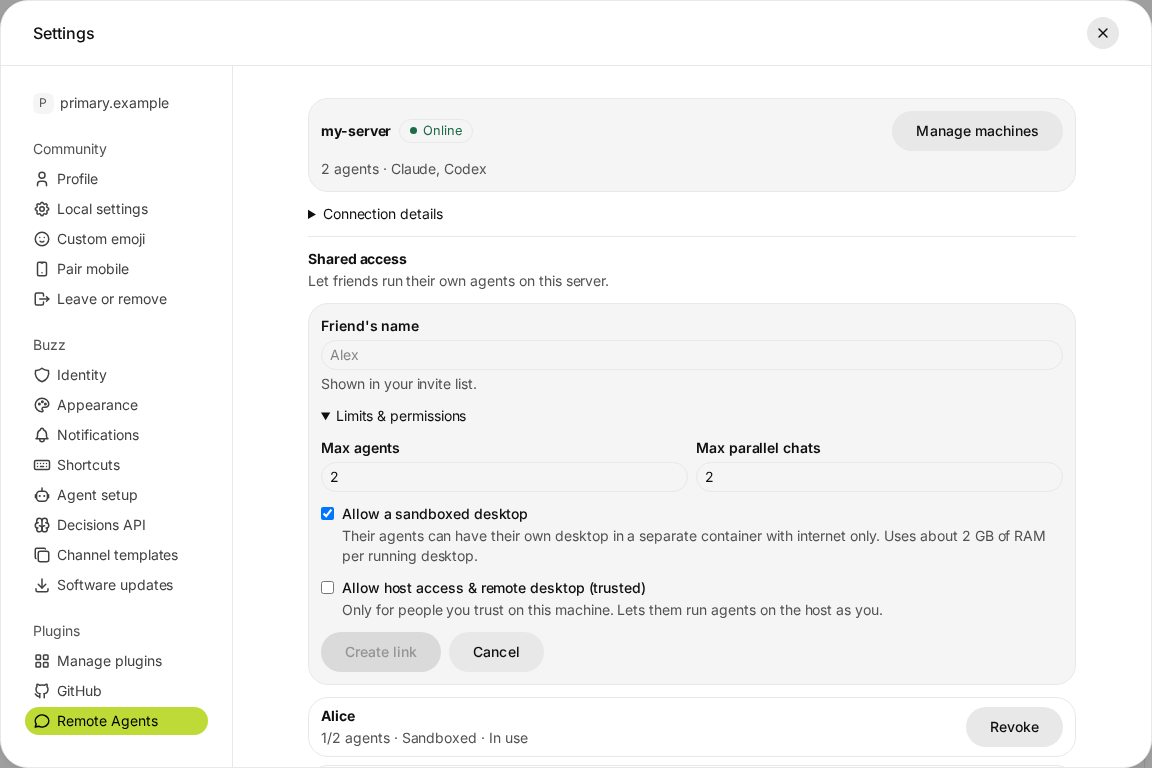 Settings
P primary.example
Community
Profile
Local settings
Custom emoji
Pair mobile
Leave or remove
Buzz
Identity
Appearance
Notifications
Shortcuts
Agent setup
Decisions API
Channel templates
Software updates
Plugins
Manage plugins
GitHub
Remote Agents
my-server
Online
Manage machines
2 agents · Claude, Codex
Connection details
Shared access
Let friends run their own agents on this server.
Friend's name
Alex
Shown in your invite list.
Limits & permissions
Max agents
Max parallel chats
2
2
Allow a sandboxed desktop
Their agents can have their own desktop in a separate container with internet only. Uses about 2 GB of RAM
per running desktop.
Allow host access & remote desktop (trusted)
Only for people you trust on this machine. Lets them run agents on the host as you.
Create link
Cancel
Alice
1/2 agents · Sandboxed · In use
Revoke